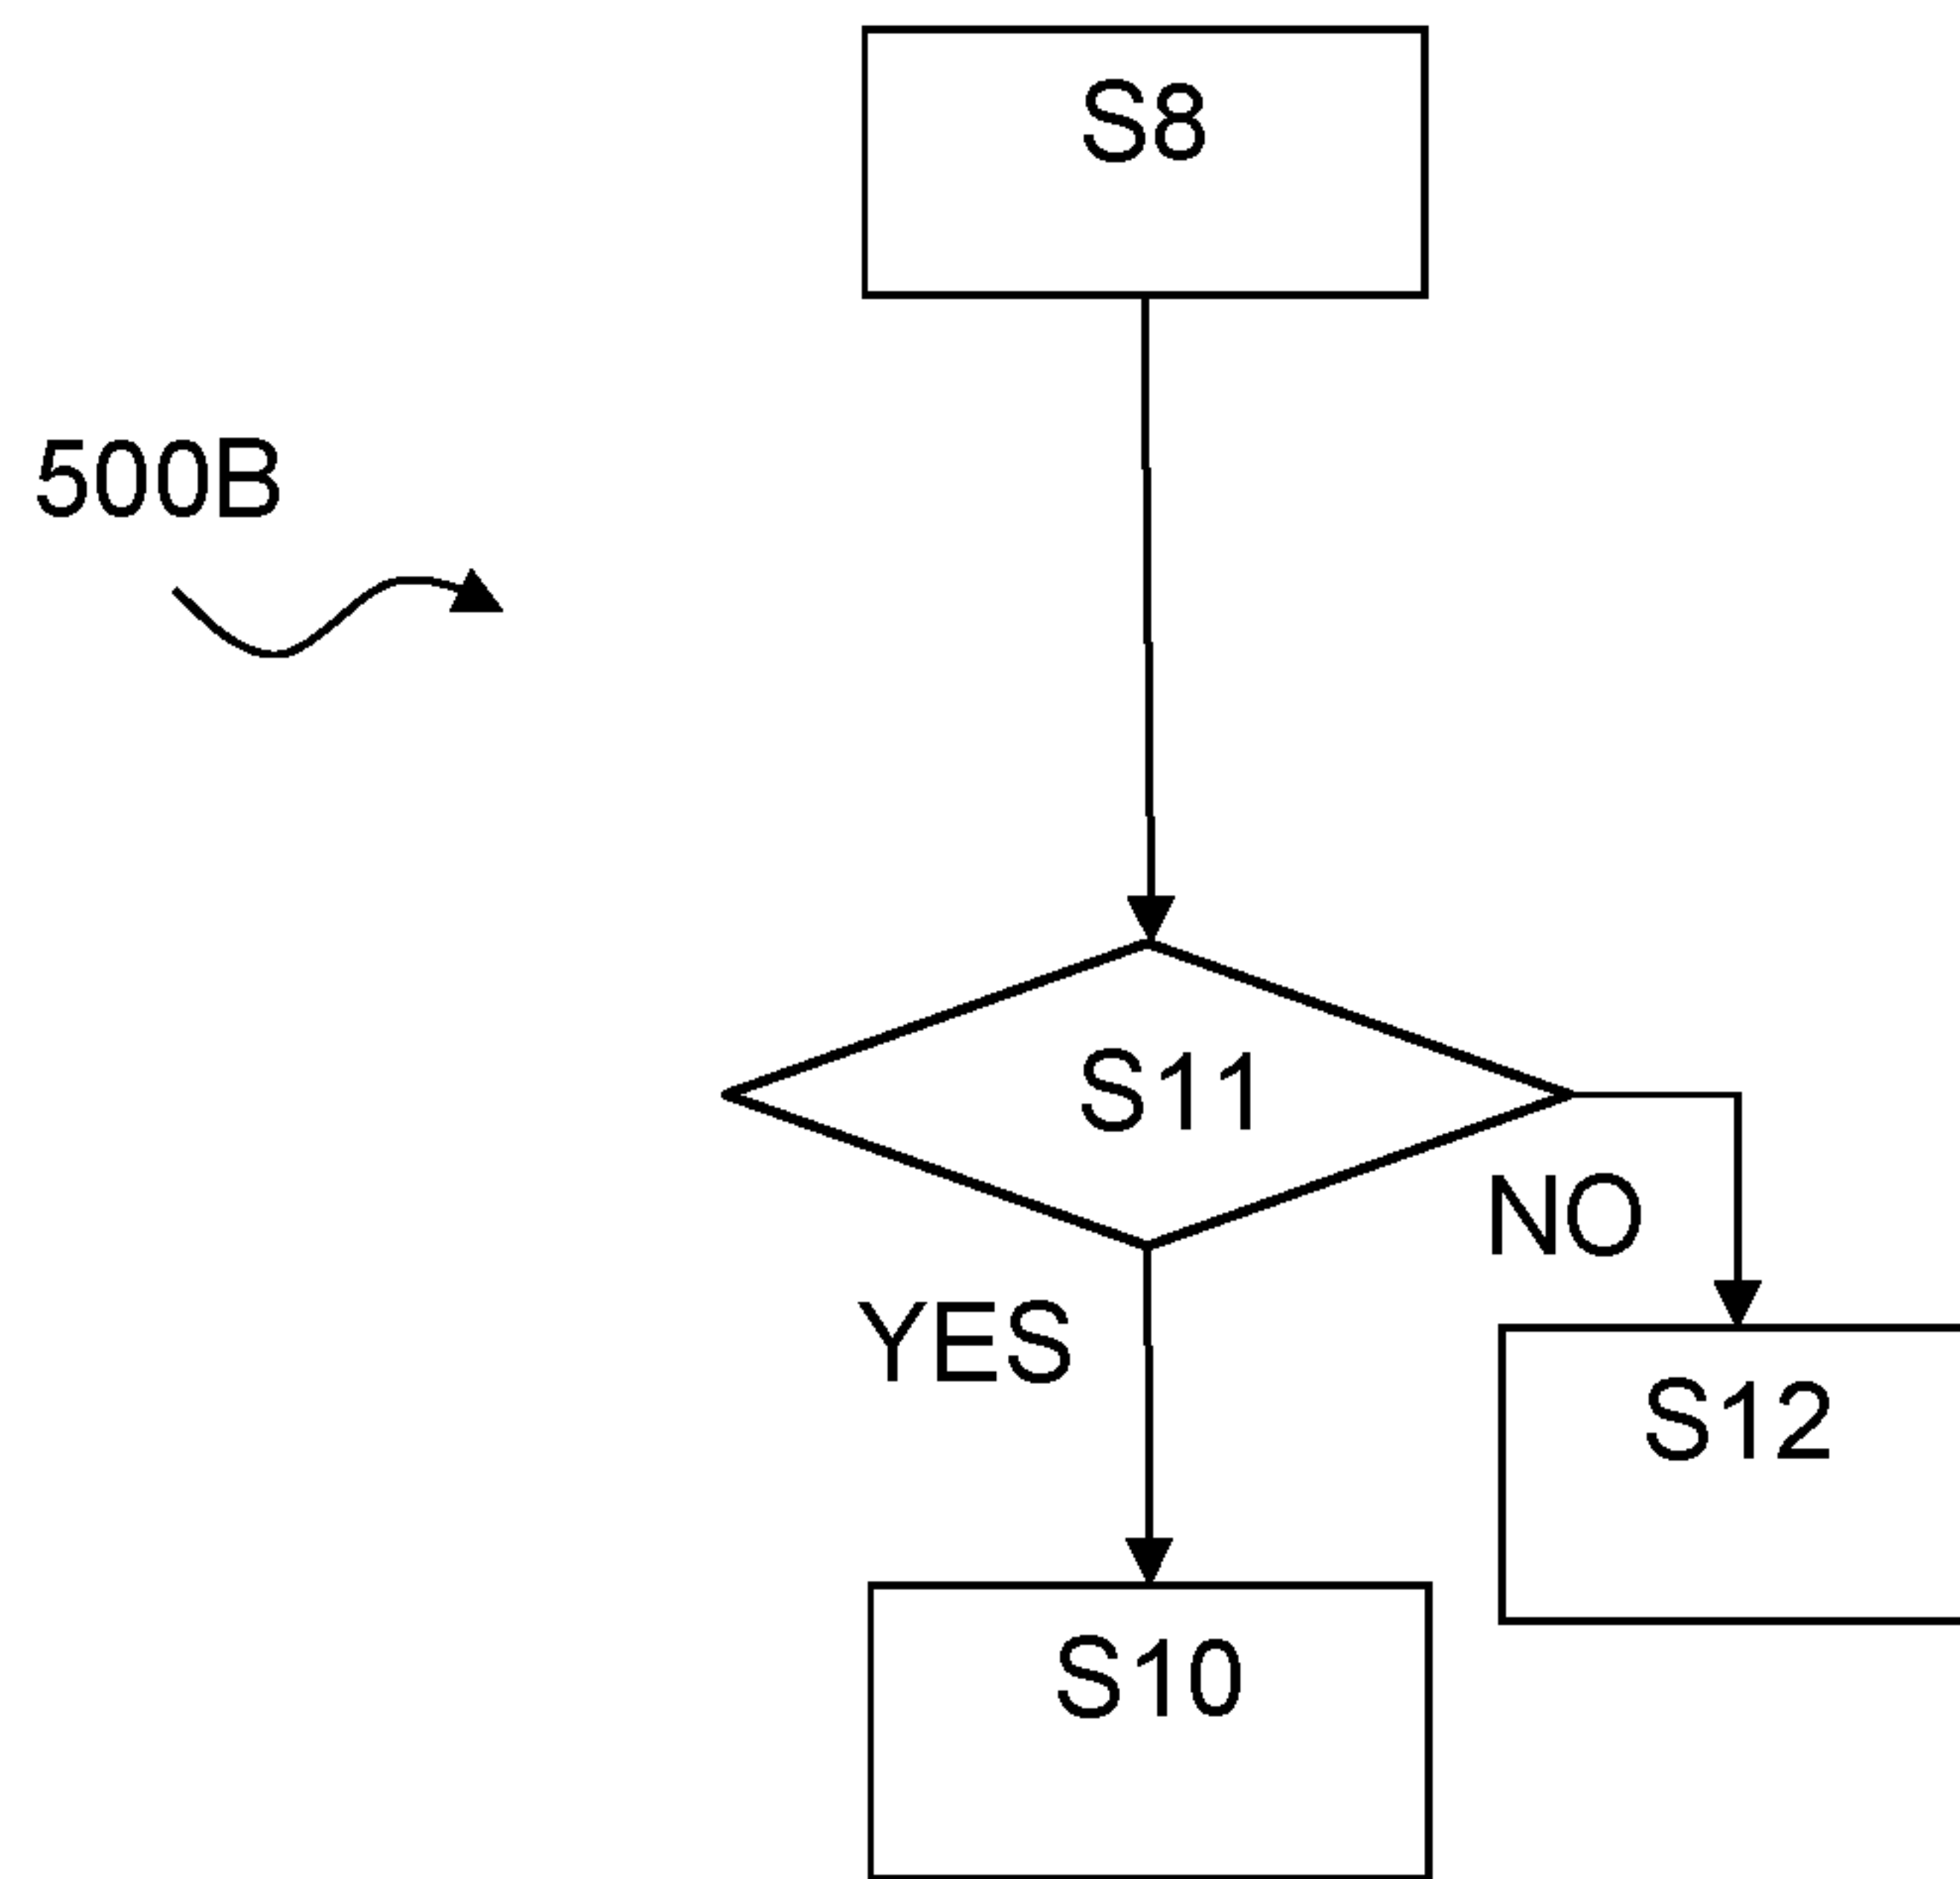 S8
500B
S11
NO
YES
S12
S10